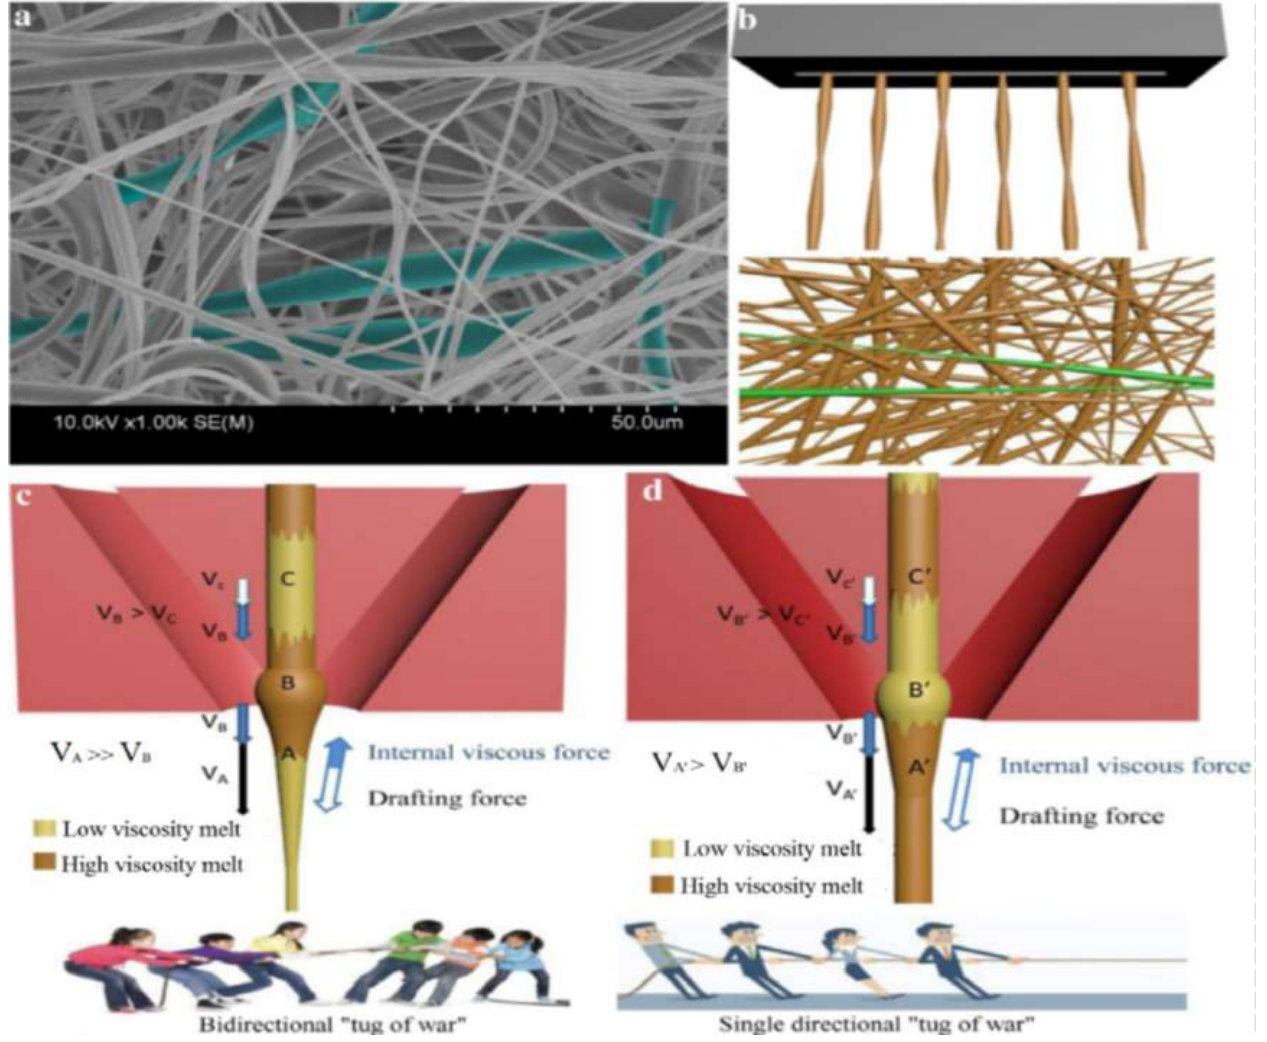 a
b
10.0kV x1.00k SE(M)
50.0um
c
d
C
Vc
VB > VC
VB
B
VB
VA >> VB
A
VA
Internal viscous force
Drafting force
Low viscosity melt
High viscosity melt
C′
VC′
VB′ > VC′
VB′
B′
VB′
VA′ > VB′
A′
VA′
Internal viscous force
Drafting force
Low viscosity melt
High viscosity melt
Bidirectional "tug of war"
Single directional "tug of war"